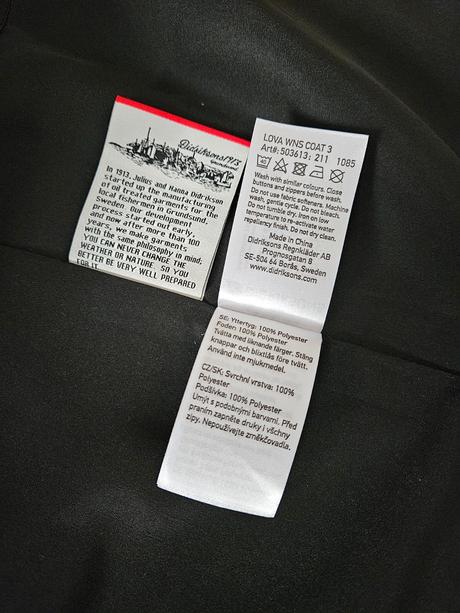 Didriksons1913
In 1913, Julius and Hanna Didrikson
started up the manufacturing
of oil treated garments for the
local fishermen in Grundsund,
Sweden. Our development
process started out early,
and now after more than 100
years, we make garments
with the same philosophy in mind;
YOU CAN NEVER CHANGE THE
WEATHER OR NATURE, SO YOU
BETTER BE VERY WELL PREPARED
FOR IT.
LOVA WNS COAT 3
Art#: 503613; 211 1085
40
Wash with similar colours. Close
buttons and zippers before wash.
Do not use fabric softeners. Machine
wash, gentle cycle. Do not bleach.
Do not tumble dry. Iron on low
temperature to re-activate water
repellency finish. Do not dry clean.
Made in China
Didriksons Regnkläder AB
Prognosgatan 8
SE-504 64 Borås, Sweden
www.didriksons.com
SE: Yttertyg: 100% Polyester
Foder: 100% Polyester
Tvätta med liknande färger. Stäng
knappar och blixtlås före tvätt.
Använd inte mjukmedel.
CZ/SK: Svrchní vrstva: 100%
Polyester
Podšívka: 100% Polyester
Umýt s podobnými barvami. Před
praním zapněte druky i všechny
zipy. Nepoužívejte změkčovadla.